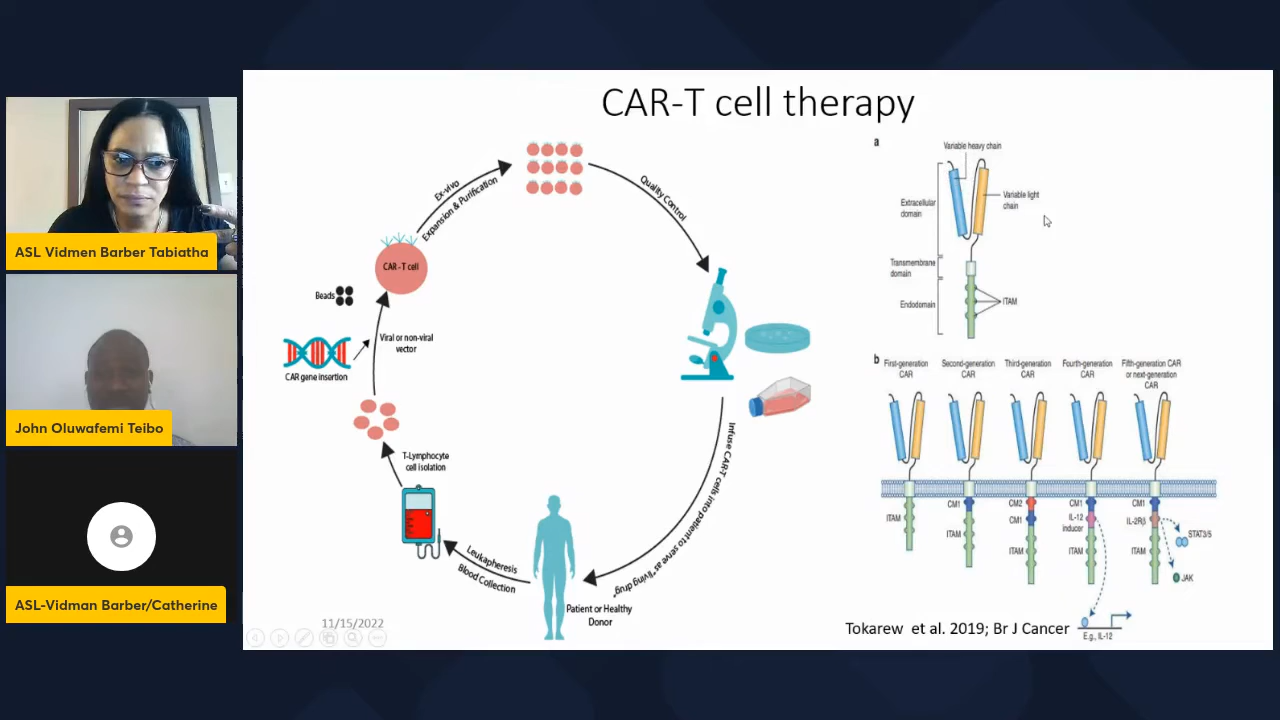 ASL Vidmen Barber Tabiatha
John Oluwafemi Teibo
ASL-Vidman Barber/Catherine
CAR-T cell therapy
Ex-vivo
Expansion & Purification
Quality Control
CAR -T cell
Beads
Viral or non-viral
vector
CAR gene insertion
T-Lymphocyte
cell isolation
Leukapheresis
Blood Collection
Infuse CAR-T cells into patient to serve as "living drug"
Patient or Healthy
Donor
11/15/2022
a
Variable heavy chain
Extracellular
domain
Variable light
chain
Transmembrane
domain
Endodomain
ITAM
b
First-generation
CAR
Second-generation
CAR
Third-generation
CAR
Fourth-generation
CAR
Fifth-generation CAR
or next-generation
CAR
ITAM
CM1
ITAM
CM2
CM1
ITAM
CM1
IL-12
inducer
ITAM
CM1
IL-2Rβ
ITAM
STAT3/5
JAK
E.g., IL-12
Tokarew et al. 2019; Br J Cancer